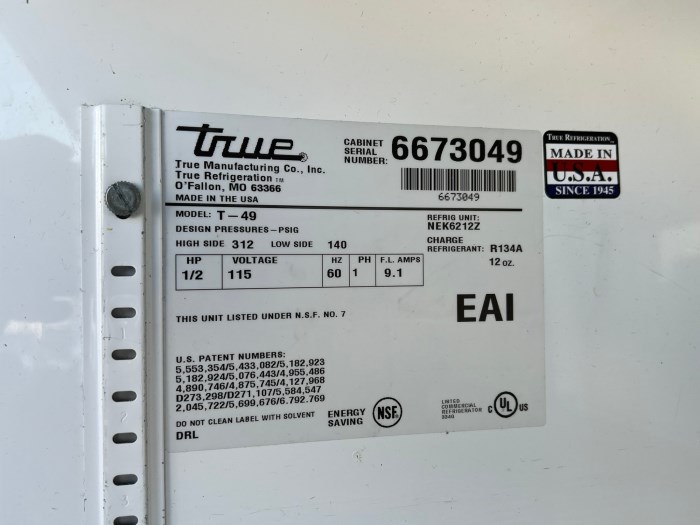 true®
True Manufacturing Co., Inc.
True Refrigeration ™
O'Fallon, MO 63366
MADE IN THE USA
CABINET SERIAL NUMBER: 6673049
6673049
MODEL: T-49
DESIGN PRESSURES-PSIG
HIGH SIDE 312 LOW SIDE 140
REFRIG UNIT:
NEK6212Z
CHARGE
REFRIGERANT: R134A
12 OZ.
HP VOLTAGE HZ PH F.L. AMPS
1/2 115 60 1 9.1
THIS UNIT LISTED UNDER N.S.F. NO. 7
EAI
U.S. PATENT NUMBERS:
5,553,354/5,433,082/5,182,923
5,182,924/5,076,443/4,955,486
4,890,746/4,875,745/4,127,968
D273,298/D271,107/5,584,547
2,045,722/5,699,676/6.792.769
DO NOT CLEAN LABEL WITH SOLVENT
DRL
ENERGY
SAVING
NSF®
LISTED
COMMERCIAL
REFRIGERATOR
C UL US
TRUE REFRIGERATION
MADE IN
U.S.A.
SINCE 1945